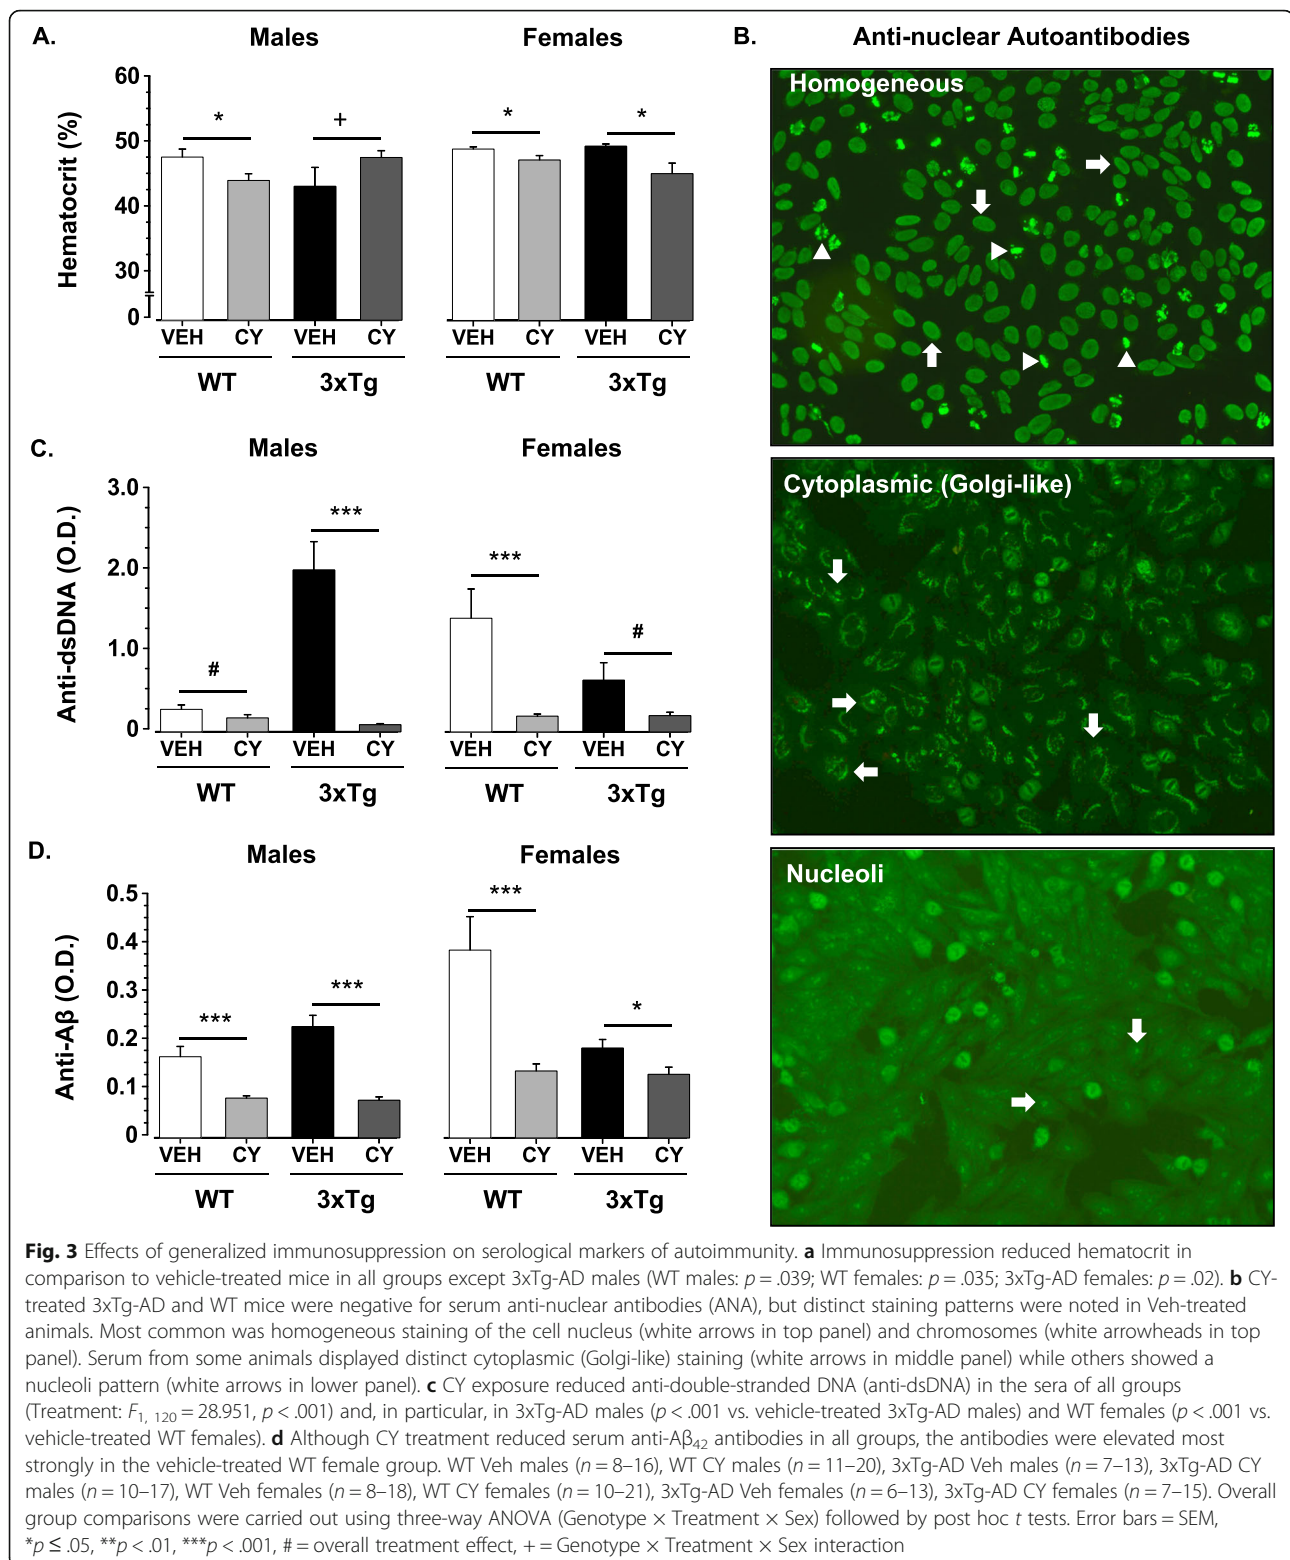 A.
Males
Females
Hematocrit (%)
60
50
40
30
0
*
+
*
*
VEH CY VEH CY
WT 3xTg
VEH CY VEH CY
WT 3xTg
B.
Anti-nuclear Autoantibodies
Homogeneous
Cytoplasmic (Golgi-like)
Nucleoli
C.
Males
Females
Anti-dsDNA (O.D.)
3.0
2.0
1.0
0
#
***
***
#
VEH CY VEH CY
WT 3xTg
VEH CY VEH CY
WT 3xTg
D.
Males
Females
Anti-Aβ (O.D.)
0.5
0.4
0.3
0.2
0.1
0
***
***
***
*
VEH CY VEH CY
WT 3xTg
VEH CY VEH CY
WT 3xTg
Fig. 3 Effects of generalized immunosuppression on serological markers of autoimmunity. a Immunosuppression reduced hematocrit in
comparison to vehicle-treated mice in all groups except 3xTg-AD males (WT males: p = .039; WT females: p = .035; 3xTg-AD females: p = .02). b CY-
treated 3xTg-AD and WT mice were negative for serum anti-nuclear antibodies (ANA), but distinct staining patterns were noted in Veh-treated
animals. Most common was homogeneous staining of the cell nucleus (white arrows in top panel) and chromosomes (white arrowheads in top
panel). Serum from some animals displayed distinct cytoplasmic (Golgi-like) staining (white arrows in middle panel) while others showed a
nucleoli pattern (white arrows in lower panel). c CY exposure reduced anti-double-stranded DNA (anti-dsDNA) in the sera of all groups
(Treatment: F1, 120 = 28.951, p < .001) and, in particular, in 3xTg-AD males (p < .001 vs. vehicle-treated 3xTg-AD males) and WT females (p < .001 vs.
vehicle-treated WT females). d Although CY treatment reduced serum anti-Aβ42 antibodies in all groups, the antibodies were elevated most
strongly in the vehicle-treated WT female group. WT Veh males (n = 8–16), WT CY males (n = 11–20), 3xTg-AD Veh males (n = 7–13), 3xTg-AD CY
males (n = 10–17), WT Veh females (n = 8–18), WT CY females (n = 10–21), 3xTg-AD Veh females (n = 6–13), 3xTg-AD CY females (n = 7–15). Overall
group comparisons were carried out using three-way ANOVA (Genotype × Treatment × Sex) followed by post hoc t tests. Error bars = SEM,
*p ≤ .05, **p < .01, ***p < .001, # = overall treatment effect, + = Genotype × Treatment × Sex interaction